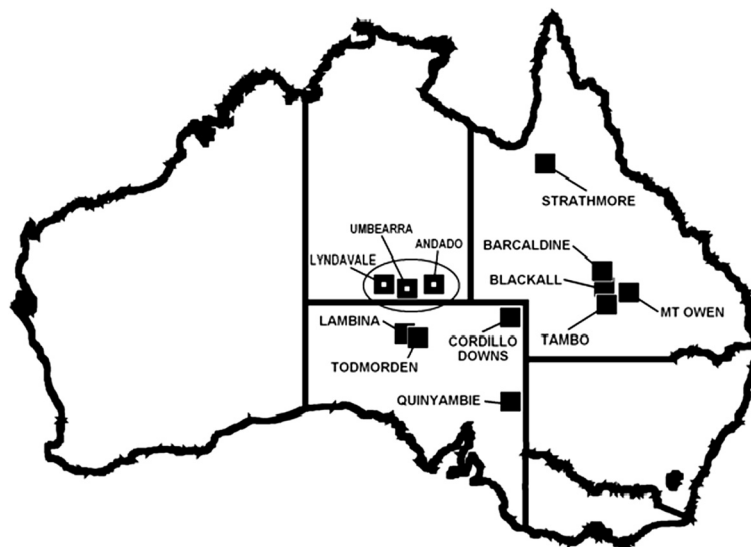 STRATHMORE
UMBEARRA
ANDADO
BARCALDINE
LYNDAVALE
BLACKALL
MT OWEN
LAMBINA
CORDILLO
DOWNS
TAMBO
TODMORDEN
QUINYAMBIE